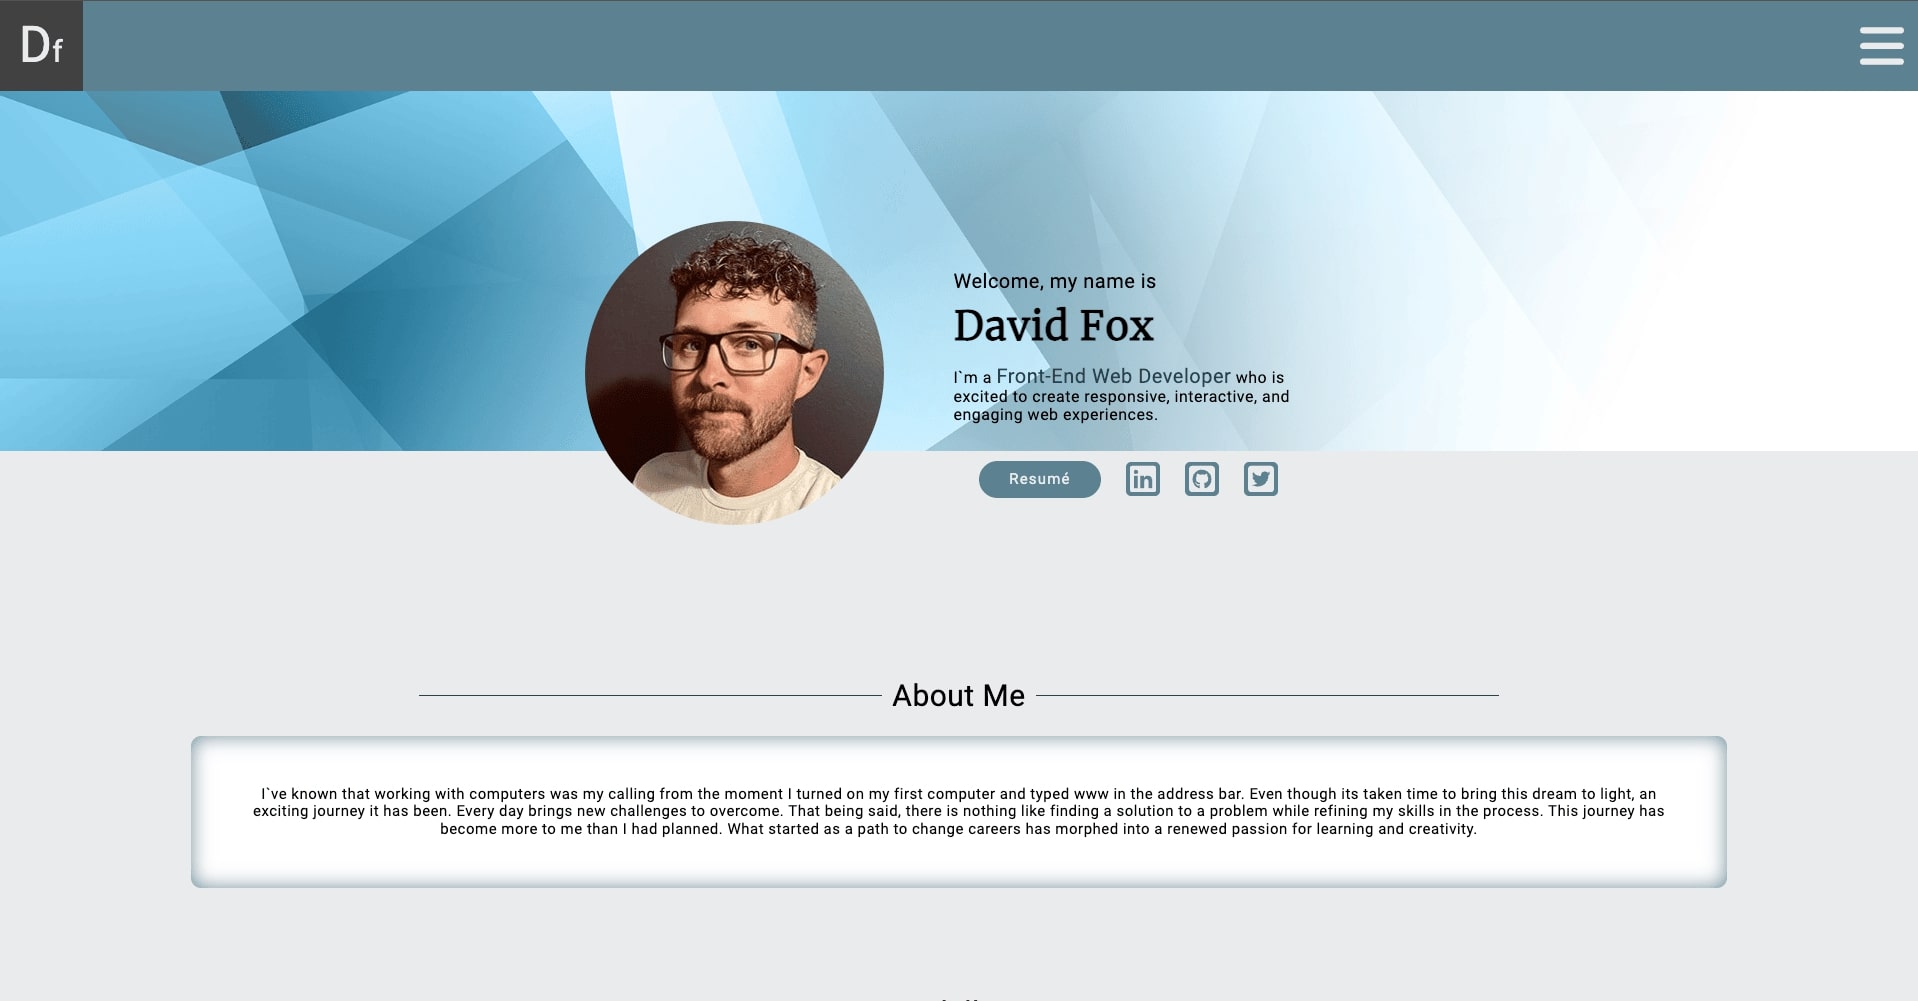 Df
Welcome, my name is
David Fox
I`m a Front-End Web Developer who is
excited to create responsive, interactive, and
engaging web experiences.
Resumé
About Me
I`ve known that working with computers was my calling from the moment I turned on my first computer and typed www in the address bar. Even though its taken time to bring this dream to light, an
exciting journey it has been. Every day brings new challenges to overcome. That being said, there is nothing like finding a solution to a problem while refining my skills in the process. This journey has
become more to me than I had planned. What started as a path to change careers has morphed into a renewed passion for learning and creativity.